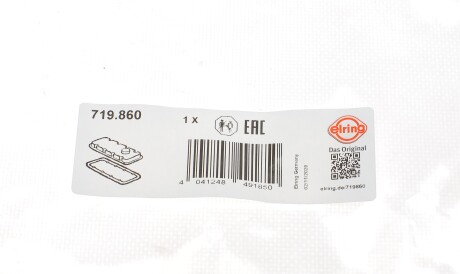 719.860
1 X
EAC
elring
Das Original
4 041248 491850
Elring Germany
elring.de/719860